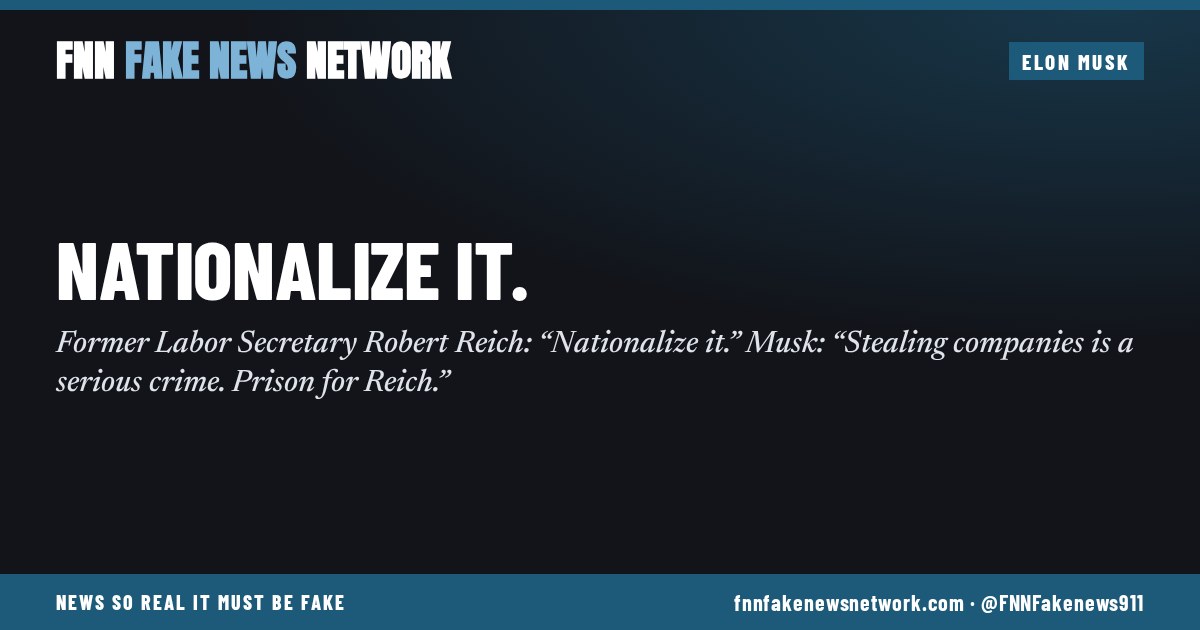 FNN FAKE NEWS NETWORK
ELON MUSK
NATIONALIZE IT.
Former Labor Secretary Robert Reich: “Nationalize it.” Musk: “Stealing companies is a
serious crime. Prison for Reich.”
NEWS SO REAL IT MUST BE FAKE
fnnfakenewsnetwork.com · @FNNFakenews911